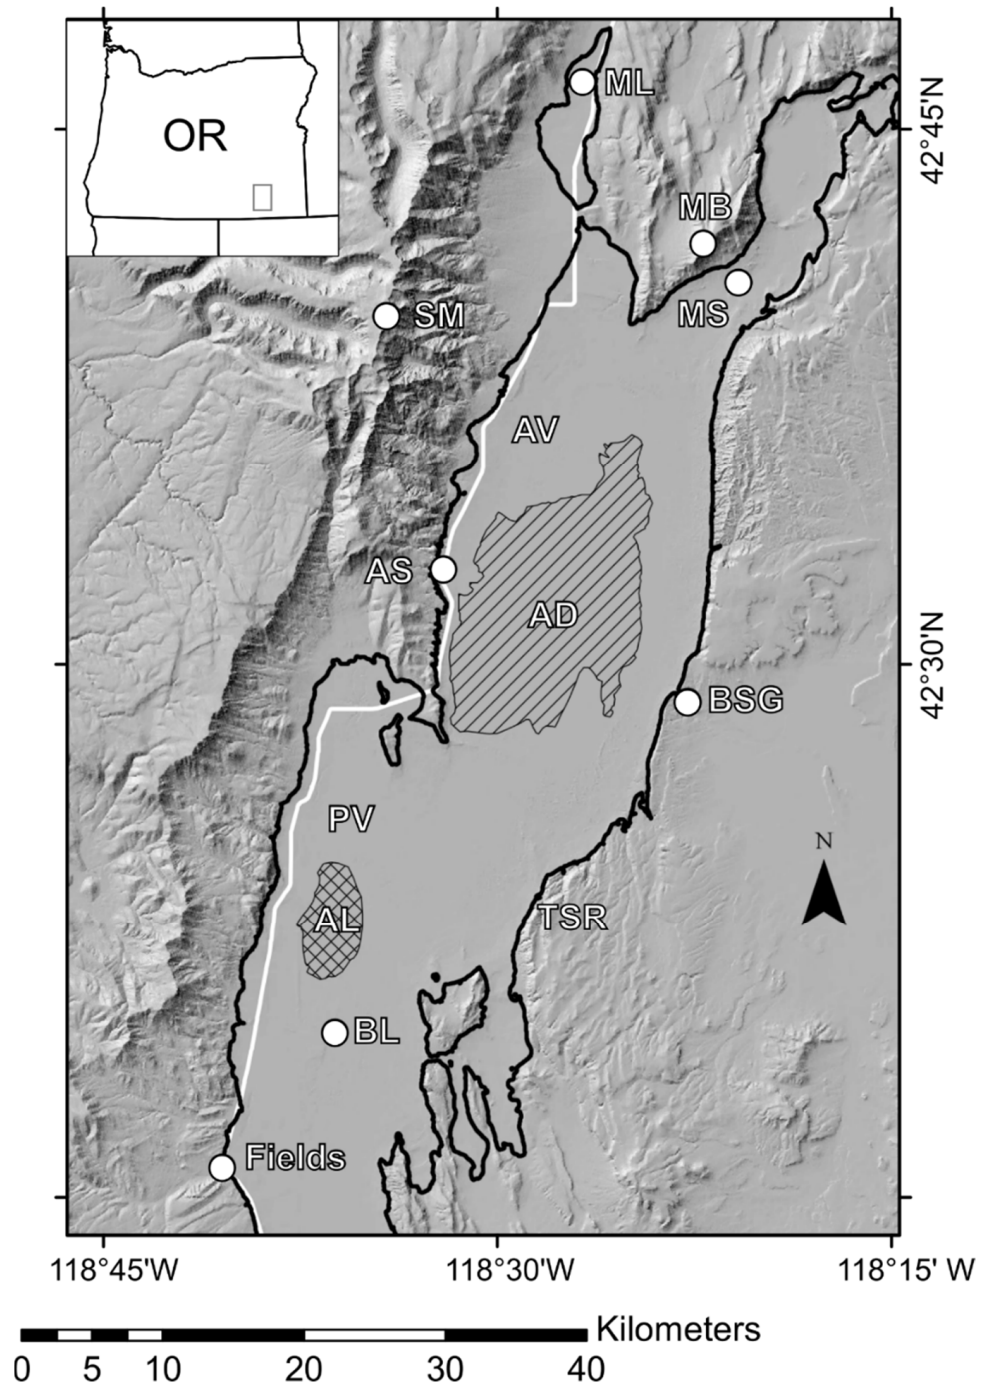 ML
OR
42°45'N
MB
SM
MS
AV
AS
AD
42°30'N
BSG
PV
N
AL
TSR
BL
Fields
118°45'W
118°30'W
118°15' W
Kilometers
0 5 10 20 30 40